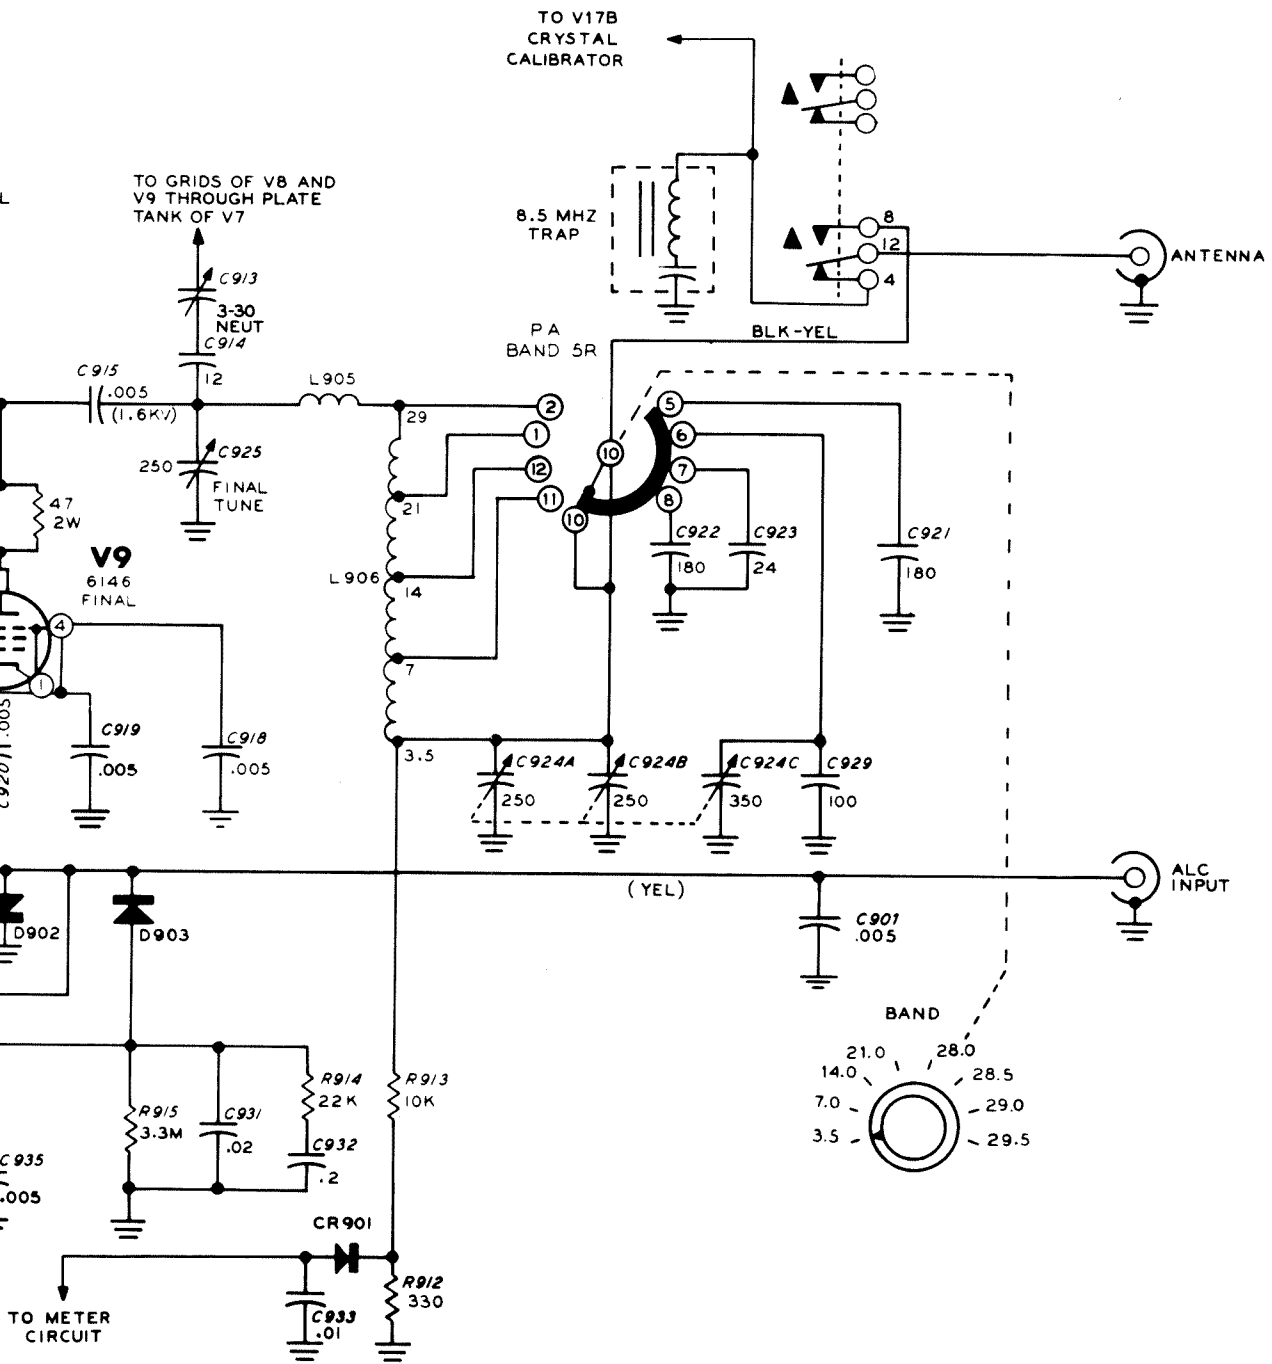 TO V17B
CRYSTAL
CALIBRATOR
L
TO GRIDS OF V8 AND
V9 THROUGH PLATE
TANK OF V7
8.5 MHZ
TRAP
8
12
4
ANTENNA
C913
3-30
NEUT
C914
12
PA
BAND 5R
BLK-YEL
C915
.005
(1.6KV)
L905
29
2
1
12
11
10
10
5
6
7
8
250
C925
FINAL
TUNE
21
47
2W
V9
6146
FINAL
L906
14
C922
180
C923
24
C921
180
4
1
7
C920
.005
C919
.005
C918
.005
3.5
C924A
250
C924B
250
C924C
350
C929
100
(YEL)
ALC
INPUT
D902
D903
C901
.005
BAND
21.0
28.0
14.0
28.5
7.0
29.0
3.5
29.5
R915
3.3M
C931
.02
R914
22K
C932
.2
R913
10K
C935
.005
CR901
R912
330
C933
.01
TO METER
CIRCUIT